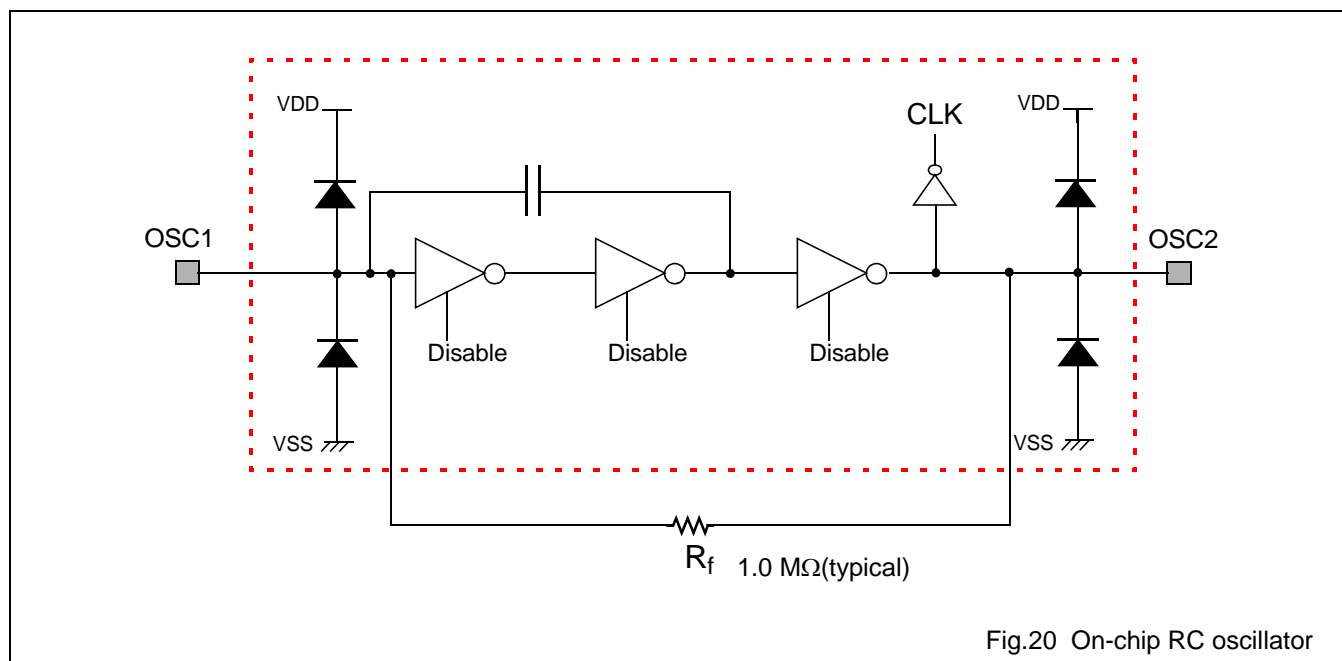 VDD
VDD
CLK
OSC1
OSC2
Disable
Disable
Disable
VSS
VSS
Rf 1.0 MΩ(typical)
Fig.20 On-chip RC oscillator